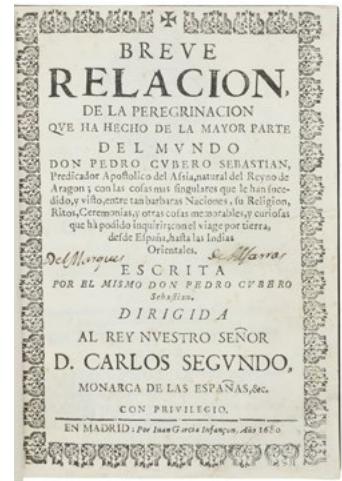 BREVE
RELACION,
DE LA PEREGRINACION
QVE HA HECHO DE LA MAYOR PARTE
DEL MVNDO
DON PEDRO CVBERO SEBASTIAN,
Predicador Apostolico del Assia, natural del Reyno de
Aragon; con las cosas mas singulares que le han suce-
dido, y visto, entre tan barbaras Naciones, su Religion,
Ritos, Ceremonias, y otras cosas memorables, y curiosas
que hà podido inquirir; con el viage por tierra,
desde España, hasta las Indias
Orientales.
Del Marques
ESCRITA
POR EL MISMO DON PEDRO CVBERO
Sebastian.
DIRIGIDA
AL REY NVESTRO SEÑOR
D. CARLOS SEGVNDO,
MONARCA DE LAS ESPAÑAS, &c.
CON PRIVILEGIO.
EN MADRID: Por Iuan Garcia Infançon, Año 1680